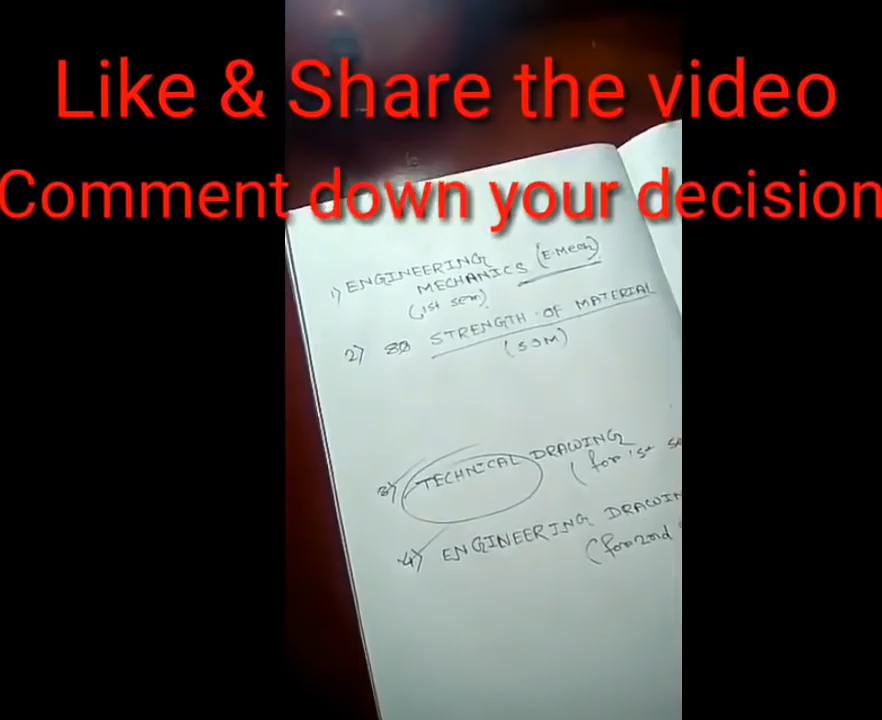 Like & Share the video
Comment down your decision
1) ENGINEERING
MECHANICS (E.Mech)
(1st sem)
2) STRENGTH OF MATERIAL
(SOM)
3) TECHNICAL DRAWING
(for 1st se
4) ENGINEERING DRAWIN
(for 2nd